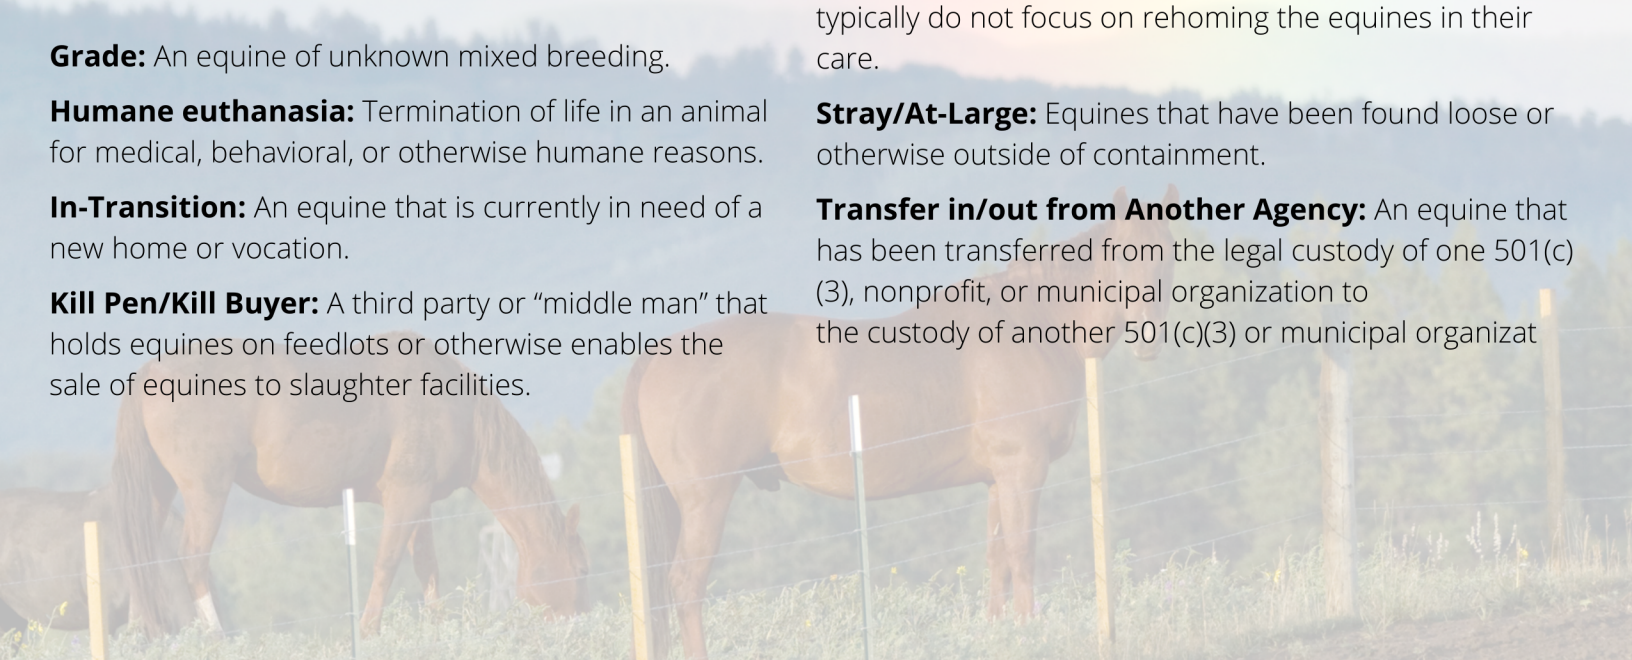 Grade: An equine of unknown mixed breeding.
Humane euthanasia: Termination of life in an animal
for medical, behavioral, or otherwise humane reasons.
In-Transition: An equine that is currently in need of a
new home or vocation.
Kill Pen/Kill Buyer: A third party or “middle man” that
holds equines on feedlots or otherwise enables the
sale of equines to slaughter facilities.
typically do not focus on rehoming the equines in their
care.
Stray/At-Large: Equines that have been found loose or
otherwise outside of containment.
Transfer in/out from Another Agency: An equine that
has been transferred from the legal custody of one 501(c)
(3), nonprofit, or municipal organization to
the custody of another 501(c)(3) or municipal organizat